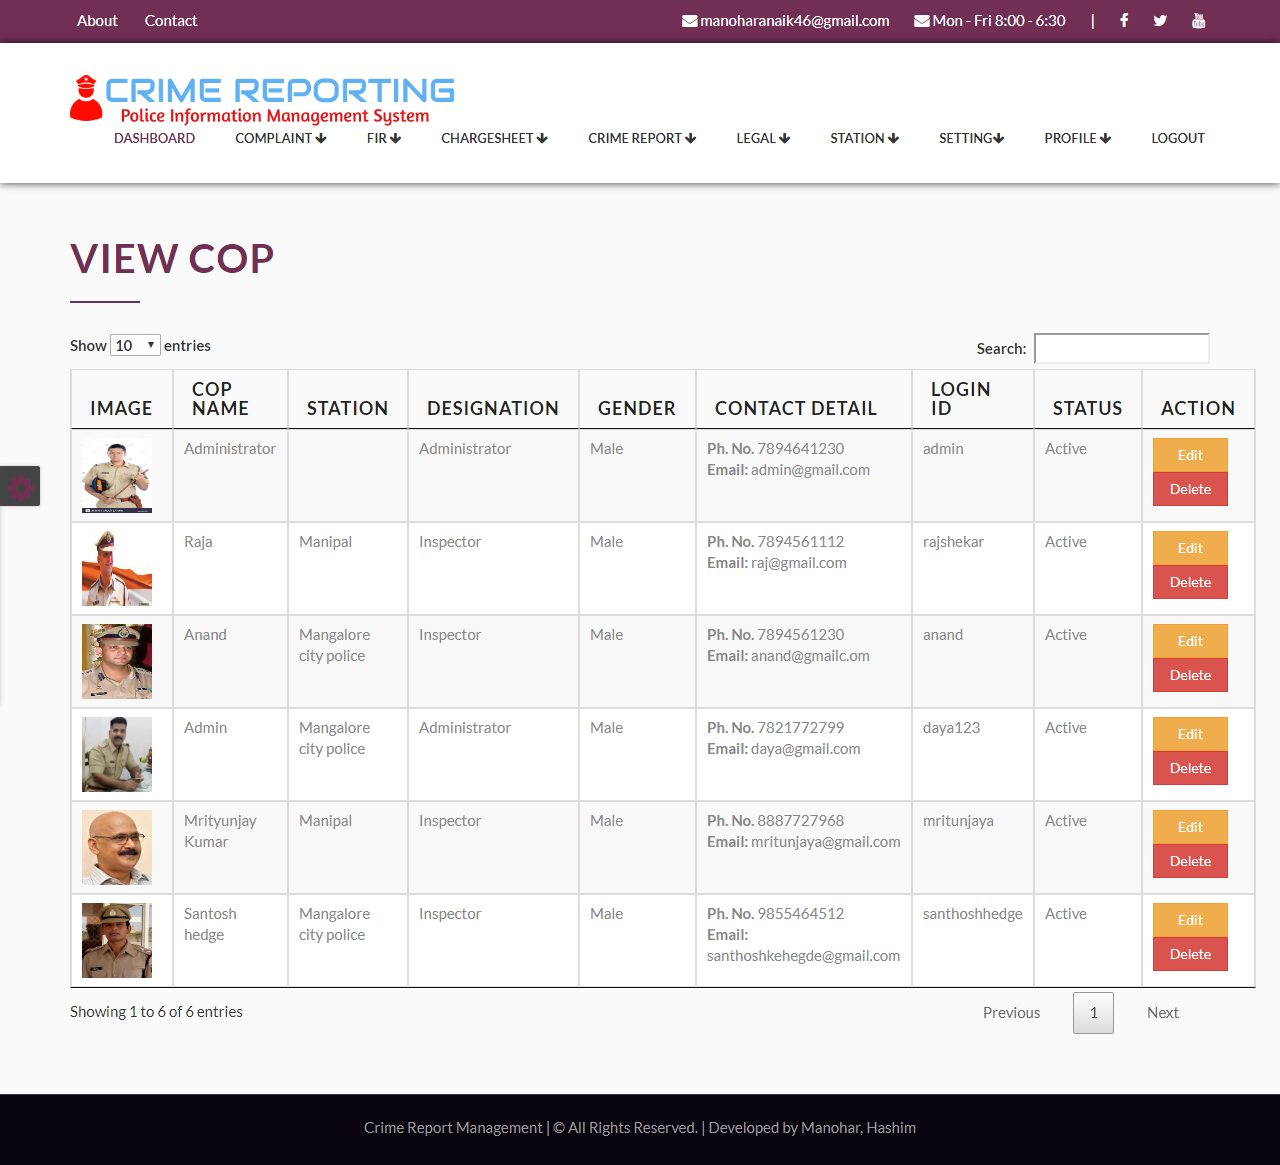 About Contact manoharanaik46@gmail.com Mon - Fri 8:00 - 6:30 |
CRIME REPORTING
Police Information Management System
DASHBOARD COMPLAINT FIR CHARGESHEET CRIME REPORT LEGAL STATION SETTING PROFILE LOGOUT
VIEW COP
Show 10 entries Search:
IMAGE COP NAME STATION DESIGNATION GENDER CONTACT DETAIL LOGIN ID STATUS ACTION
Administrator Administrator Male Ph. No. 7894641230 admin Active Edit
Email: admin@gmail.com Delete
Raja Manipal Inspector Male Ph. No. 7894561112 rajshekar Active Edit
Email: raj@gmail.com Delete
Anand Mangalore Inspector Male Ph. No. 7894561230 anand Active Edit
city police Email: anand@gmailc.om Delete
Admin Mangalore Administrator Male Ph. No. 7821772799 daya123 Active Edit
city police Email: daya@gmail.com Delete
Mrityunjay Manipal Inspector Male Ph. No. 8887727968 mritunjaya Active Edit
Kumar Email: mritunjaya@gmail.com Delete
Santosh Mangalore Inspector Male Ph. No. 9855464512 santhoshhedge Active Edit
hedge city police Email: Delete
santhoshkehegde@gmail.com
Showing 1 to 6 of 6 entries Previous 1 Next
Crime Report Management | © All Rights Reserved. | Developed by Manohar, Hashim